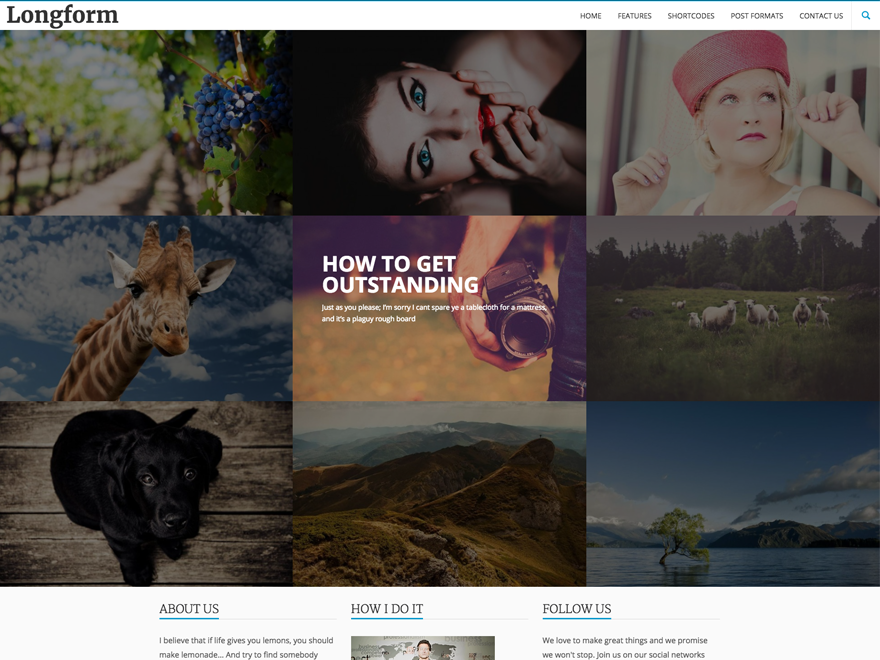 Longform
HOME FEATURES SHORTCODES POST FORMATS CONTACT US
HOW TO GET
OUTSTANDING
Just as you please; I'm sorry I cant spare ye a tablecloth for a mattress,
and it's a plaguy rough board
ABOUT US
I believe that if life gives you lemons, you should
make lemonade... And try to find somebody
HOW I DO IT
FOLLOW US
We love to make great things and we promise
we won't stop. Join us on our social networks